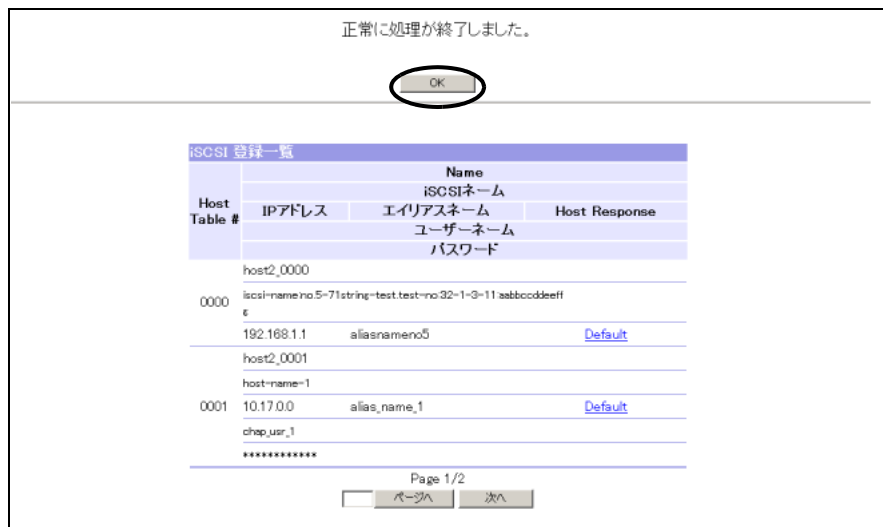 正常に処理が終了しました。
OK
iSCSI 登録一覧
Host Table #
Name
iSCSIネーム
IPアドレス エイリアスネーム Host Response
ユーザーネーム
パスワード
0000
host2_0000
iscsi-name:no.5-71string-test.test-no:32-1-3-11:aabbccddeeff
g
192.168.1.1 aliasnameno5 Default
0001
host2_0001
host-name-1
10.17.0.0 alias_name_1 Default
chap_usr_1
************
Page 1/2
ページへ 次へ